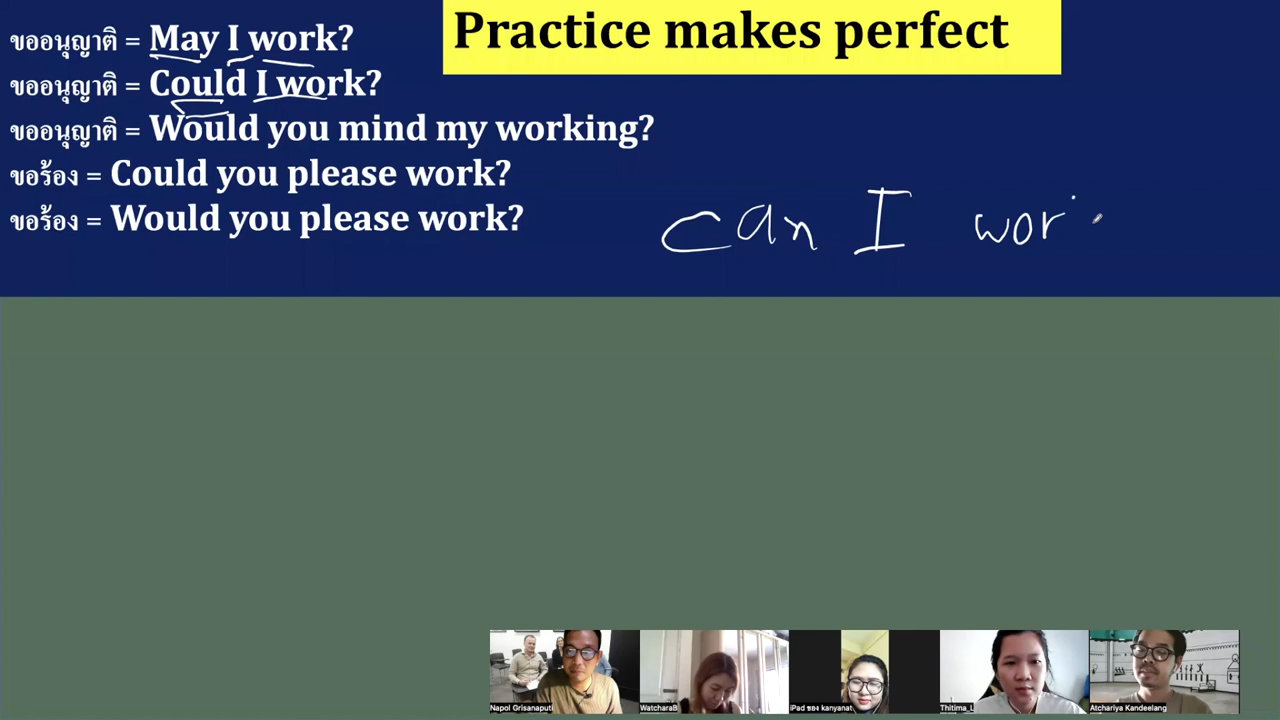 ขออนุญาติ = May I work?
Practice makes perfect
ขออนุญาติ = Could I work?
ขออนุญาติ = Would you mind my working?
ขอร้อง = Could you please work?
ขอร้อง = Would you please work?
can I wor
Napol Grisanaputi
WatcharaB
iPad ของ kanyanat
Thitima_L
Atchariya Kandeelang